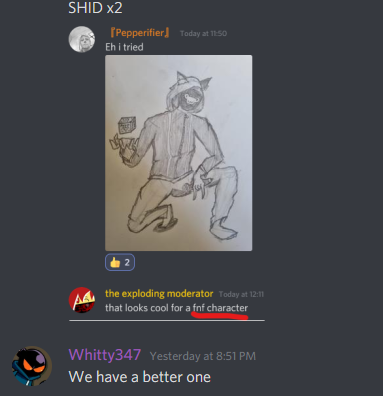 SHID x2
『Pepperifier』 Today at 11:50
Eh i tried
👍 2
the exploding moderator Today at 12:11
that looks cool for a fnf character
Whitty347 Yesterday at 8:51 PM
We have a better one